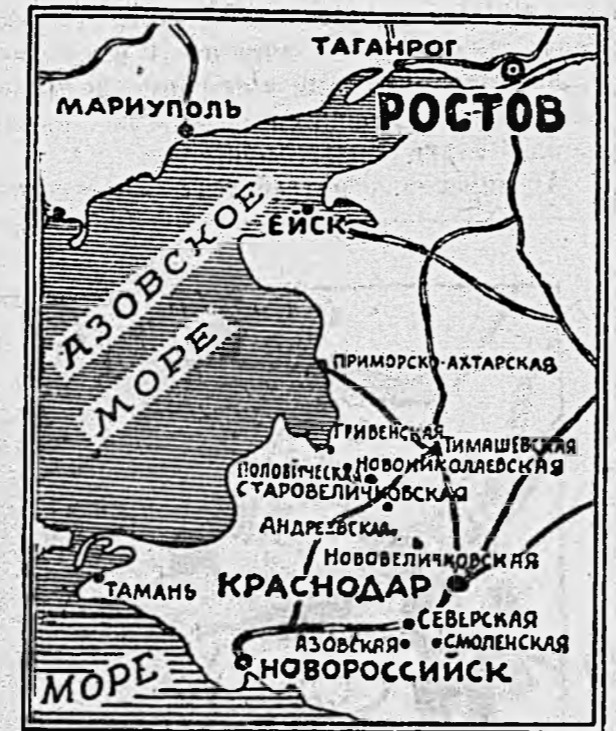 ТАГАНРОГ
МАРИУПОЛЬ
РОСТОВ
ЕЙСК
АЗОВСКОЕ
МОРЕ
ПРИМОРСКО-АХТАРСКАЯ
ГРИВЕНСКАЯ
ТИМАШЕВСКАЯ
НОВОНИКОЛАЕВСКАЯ
СТАРОВЕЛИЧКОВСКАЯ
АНДРЕЕВСКАЯ
НОВОВЕЛИЧКОВСКАЯ
ТАМАНЬ
КРАСНОДАР
СЕВЕРСКАЯ
АЗОВСКАЯ
СМОЛЕНСКАЯ
НОВОРОССИЙСК
МОРЕ